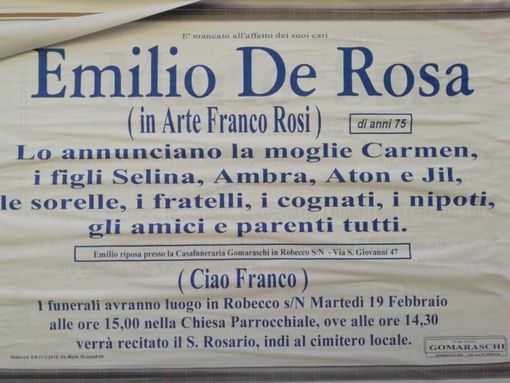 E' mancato all'affetto dei suoi cari
Emilio De Rosa
( in Arte Franco Rosi )
di anni 75
Lo annunciano la moglie Carmen,
i figli Selina, Ambra, Aton e Jil,
le sorelle, i fratelli, i cognati, i nipoti,
gli amici e parenti tutti.
Emilio riposa presso la Casafuneraria Gomaraschi in Robecco S/N - Via S. Giovanni 47
( Ciao Franco )
I funerali avranno luogo in Robecco s/N Martedì 19 Febbraio
alle ore 15,00 nella Chiesa Parrocchiale, ove alle ore 14,30
verrà recitato il S. Rosario, indi al cimitero locale.
GOMARASCHI